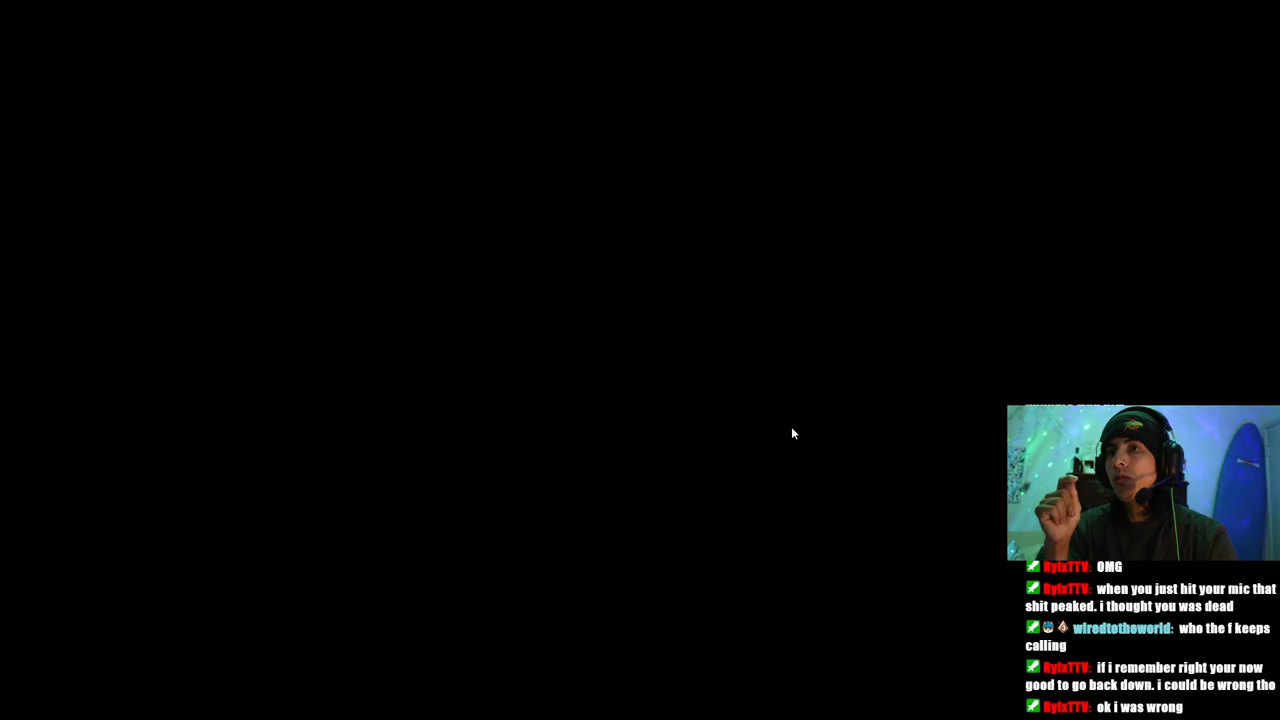 RylxTTV: OMG
RylxTTV: when you just hit your mic that
shit peaked. i thought you was dead
wiredtotheworld: who the f keeps
calling
RylxTTV: if i remember right your now
good to go back down. i could be wrong tho
RylxTTV: ok i was wrong